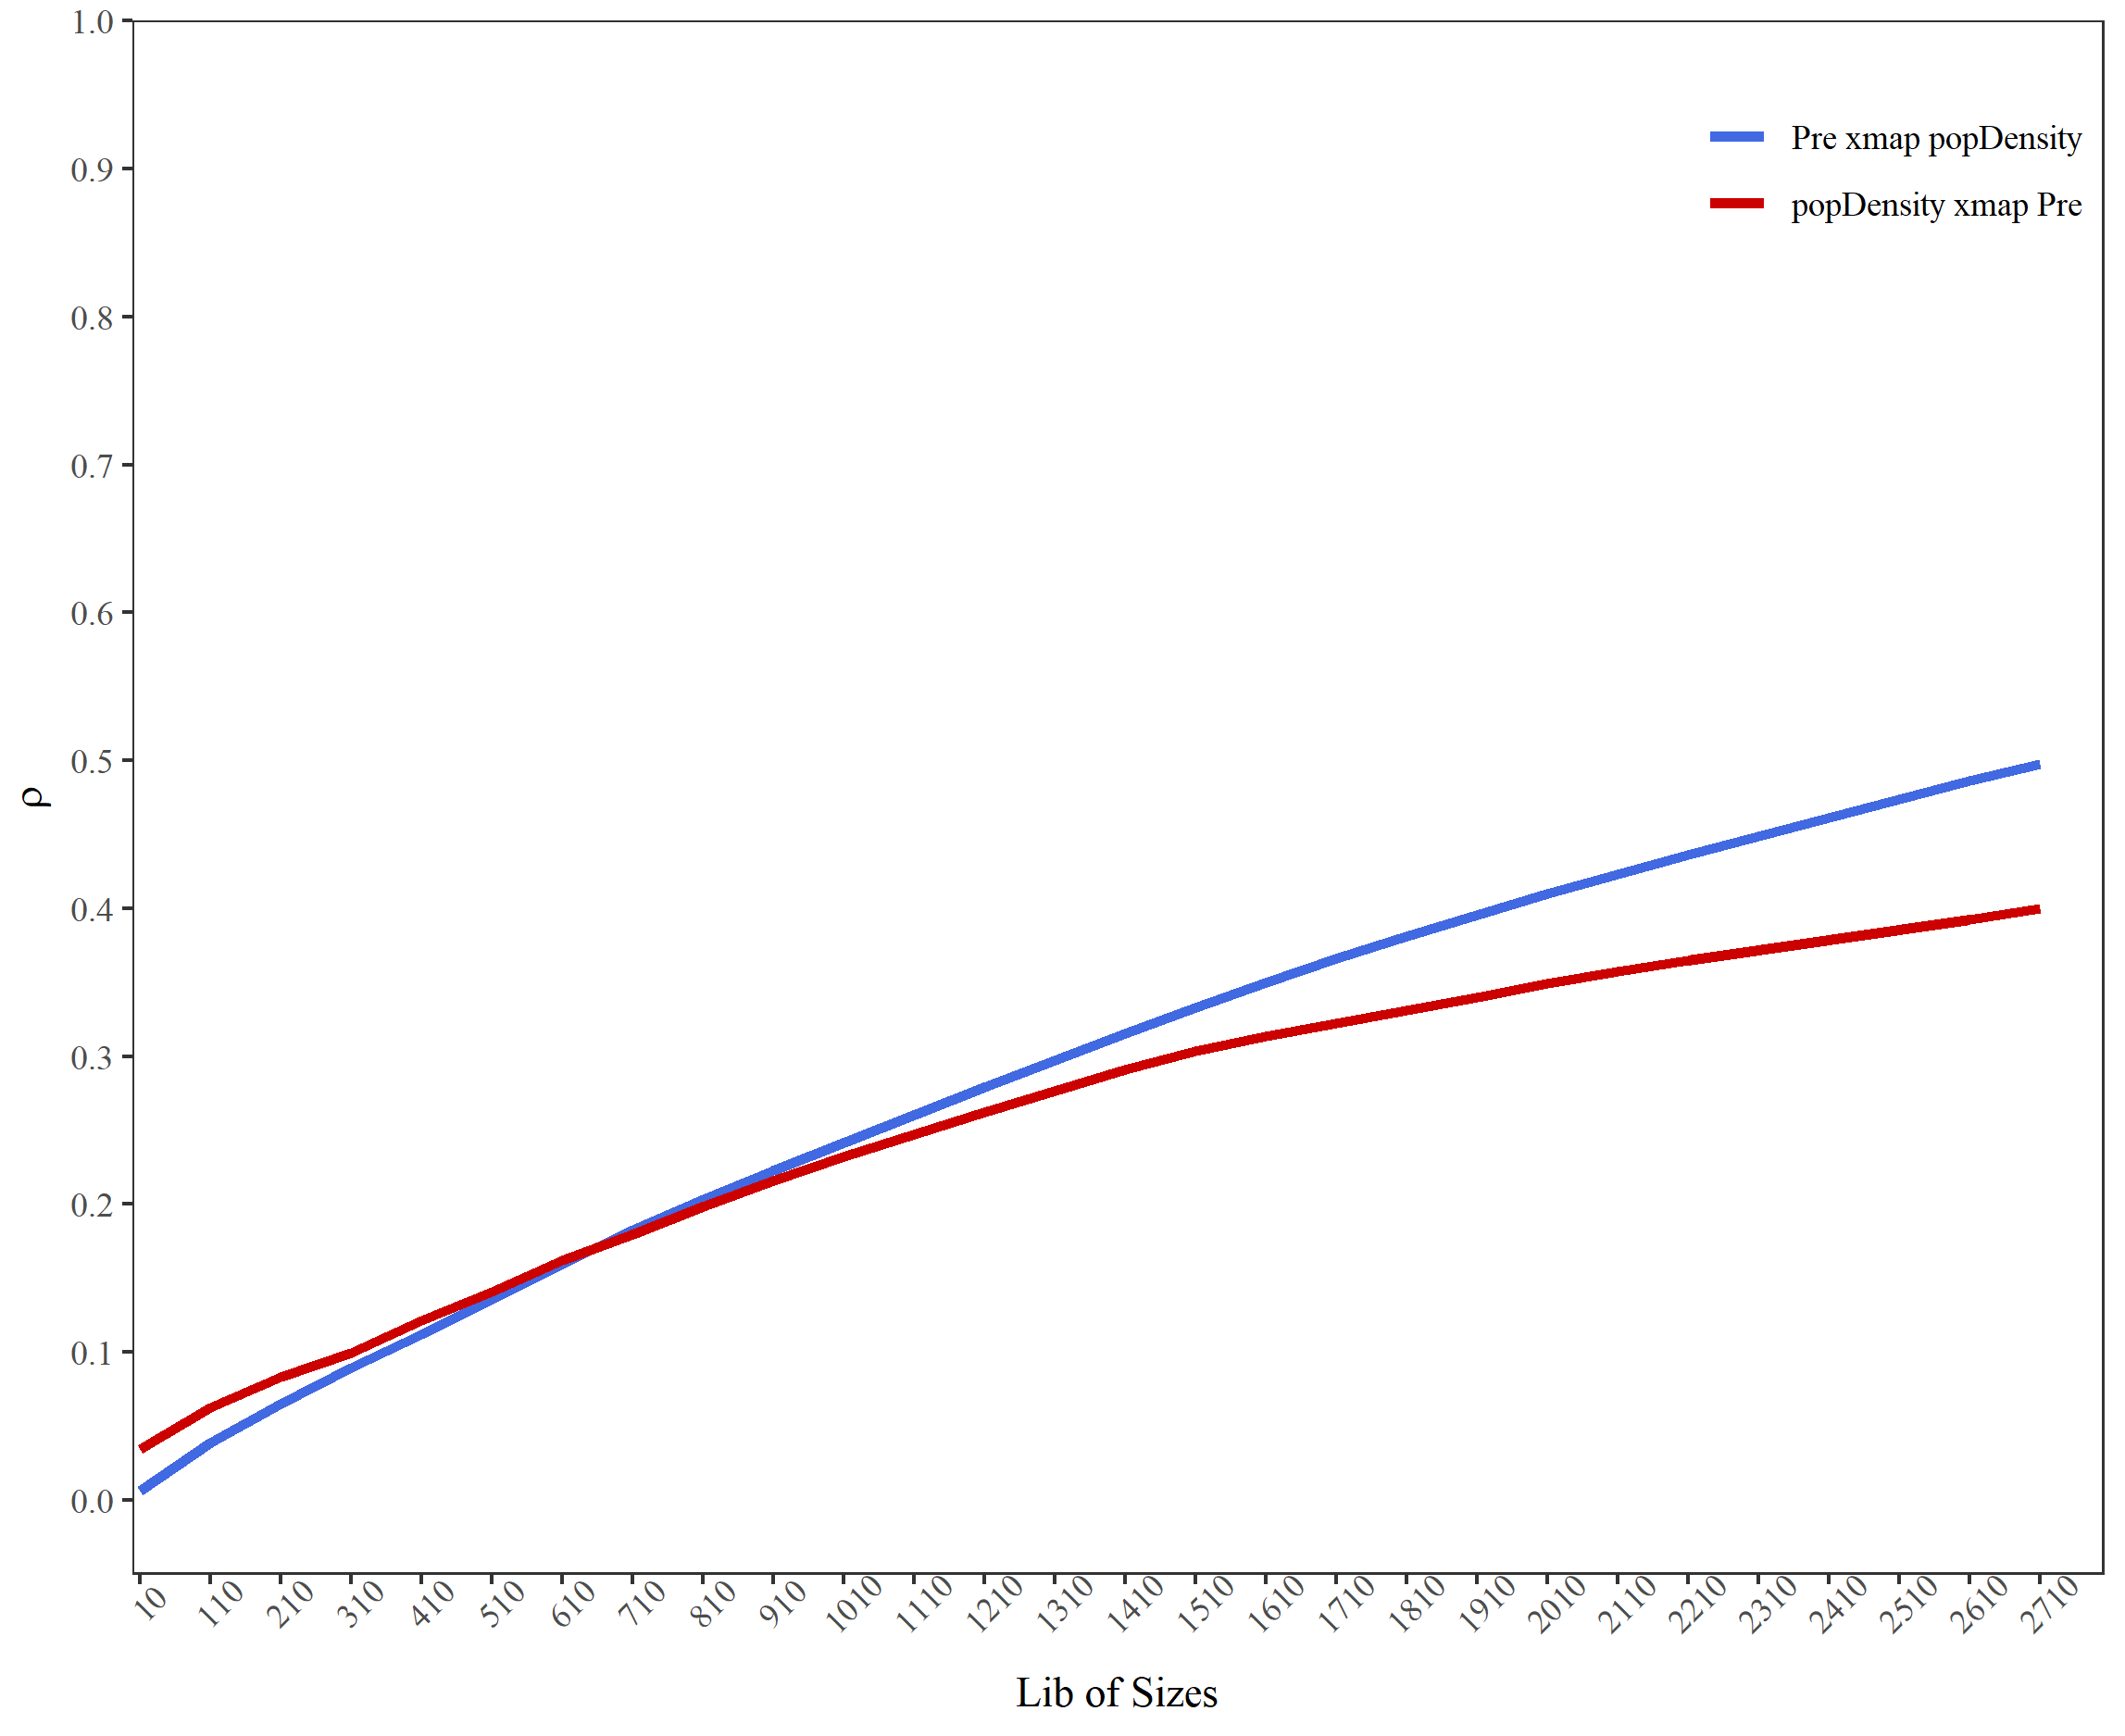 1.0
0.9
0.8
0.7
0.6
0.5
0.4
0.3
0.2
0.1
0.0
ρ
Pre xmap popDensity
popDensity xmap Pre
10 110 210 310 410 510 610 710 810 910 1010 1110 1210 1310 1410 1510 1610 1710 1810 1910 2010 2110 2210 2310 2410 2510 2610 2710
Lib of Sizes